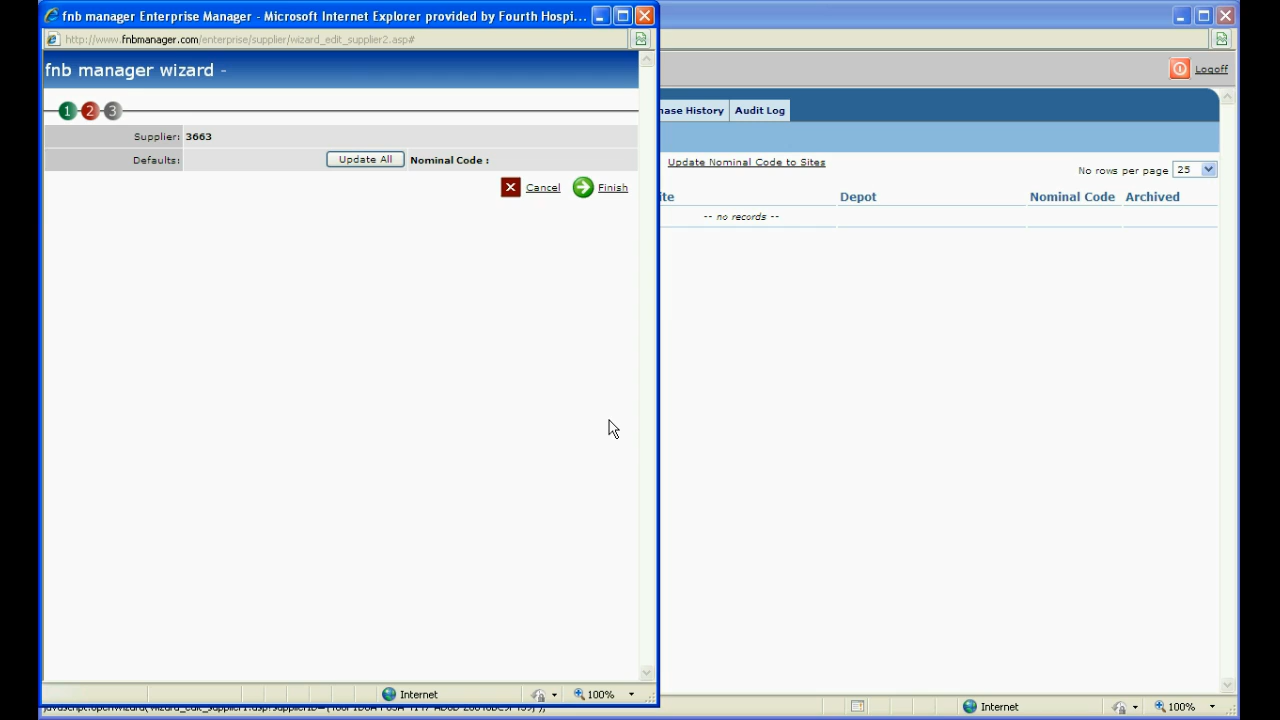 fnb manager Enterprise Manager - Microsoft Internet Explorer provided by Fourth Hospi...
http://www.fnbmanager.com/enterprise/supplier/wizard_edit_supplier2.asp#
fnb manager wizard -
Logoff
1 2 3
hase History Audit Log
Supplier: 3663
Defaults: Update All Nominal Code :
Update Nominal Code to Sites
No rows per page 25
Cancel Finish
ite Depot Nominal Code Archived
-- no records --
Internet 100%
Internet 100%